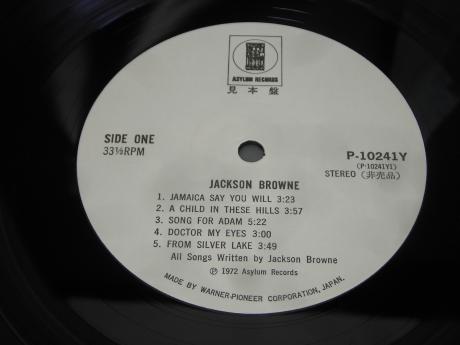 ASYLUM RECORDS
見本盤
SIDE ONE
33⅓RPM
P-10241Y
(P-10241Y1)
STEREO (非売品)
JACKSON BROWNE
1. JAMAICA SAY YOU WILL 3:23
2. A CHILD IN THESE HILLS 3:57
3. SONG FOR ADAM 5:22
4. DOCTOR MY EYES 3:00
5. FROM SILVER LAKE 3:49
All Songs Written by Jackson Browne
Ⓟ 1972 Asylum Records
MADE BY WARNER-PIONEER CORPORATION, JAPAN.